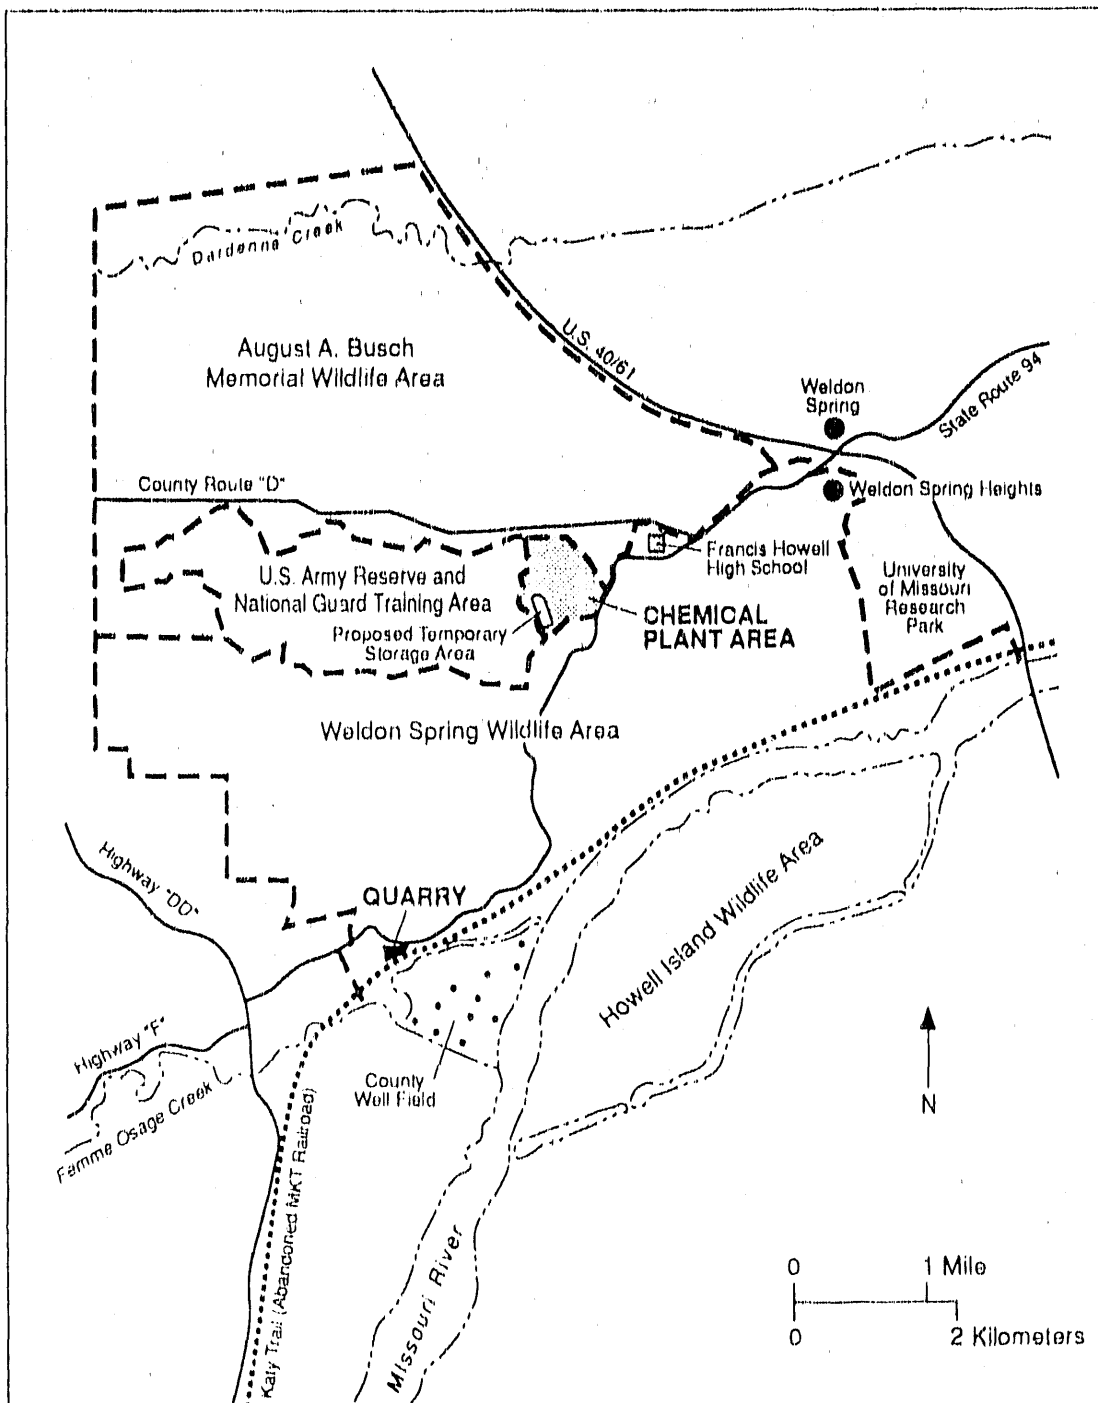 Dardenne Creek
August A. Busch
Memorial Wildlife Area
U.S. 40/61
Weldon
Spring
State Route 94
County Route "D"
Weldon Spring Heights
Francis Howell
High School
U.S. Army Reserve and
National Guard Training Area
University
of Missouri
Research
Park
CHEMICAL
PLANT AREA
Proposed Temporary
Storage Area
Weldon Spring Wildlife Area
Highway "DD"
QUARRY
Howell Island Wildlife Area
Highway "F"
County
Well Field
N
Famme Osage Creek
Katy Trail (Abandoned MKT Railroad)
Missouri River
0 1 Mile
0 2 Kilometers